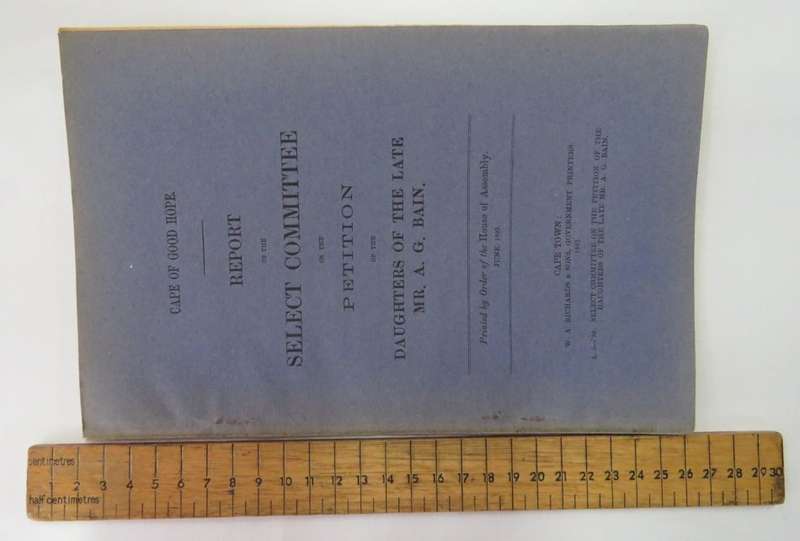 CAPE OF GOOD HOPE.
REPORT
OF THE
SELECT COMMITTEE
ON THE
PETITION
OF THE
DAUGHTERS OF THE LATE
MR. A. G. BAIN.
Printed by Order of the House of Assembly.
JUNE,
CAPE TOWN:
W. A. RICHARDS & SONS, GOVERNMENT PRINTERS.
SELECT COMMITTEE ON THE PETITION OF THE
DAUGHTERS OF THE LATE MR. A. G. BAIN.
centimetres
1 2 3 4 5 6 7 8 9 10 11 12 13 14 15 16 17 18 19 20 21 22 23 24 25 26 27 28 29 30
half centimetres